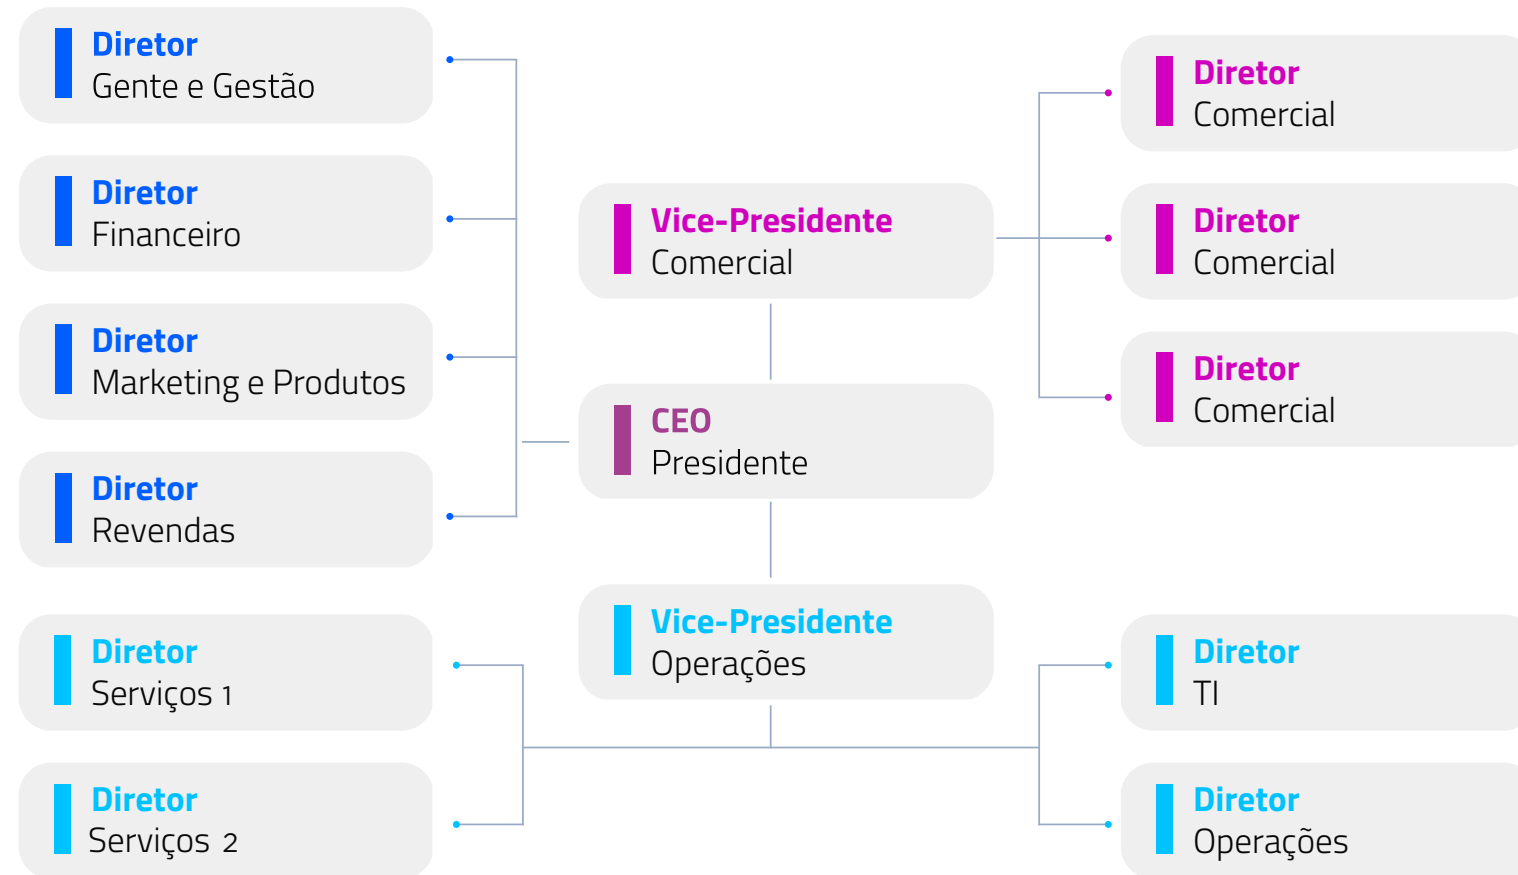 Diretor
Gente e Gestão
Diretor
Financeiro
Diretor
Marketing e Produtos
Diretor
Revendas
Diretor
Serviços 1
Diretor
Serviços 2
Vice-Presidente
Comercial
CEO
Presidente
Vice-Presidente
Operações
Diretor
Comercial
Diretor
Comercial
Diretor
Comercial
Diretor
TI
Diretor
Operações